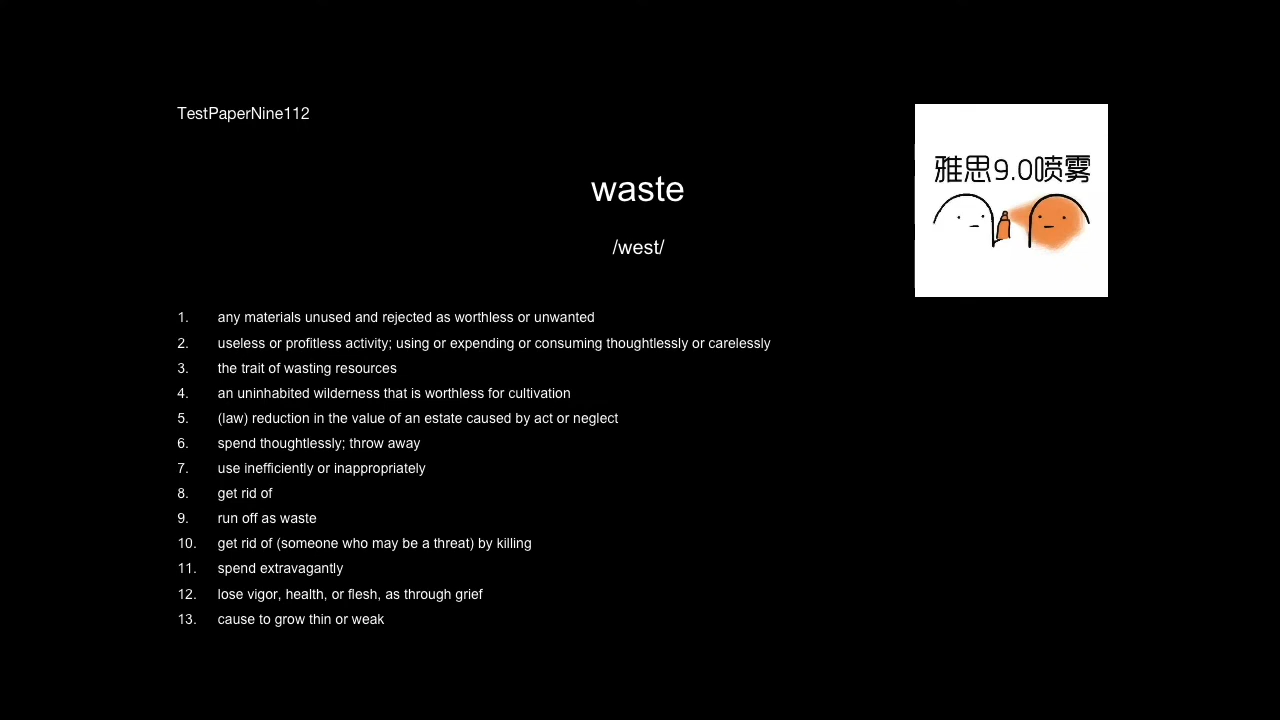 TestPaperNine112
waste
/west/
雅思9.0喷雾
1. any materials unused and rejected as worthless or unwanted
2. useless or profitless activity; using or expending or consuming thoughtlessly or carelessly
3. the trait of wasting resources
4. an uninhabited wilderness that is worthless for cultivation
5. (law) reduction in the value of an estate caused by act or neglect
6. spend thoughtlessly; throw away
7. use inefficiently or inappropriately
8. get rid of
9. run off as waste
10. get rid of (someone who may be a threat) by killing
11. spend extravagantly
12. lose vigor, health, or flesh, as through grief
13. cause to grow thin or weak